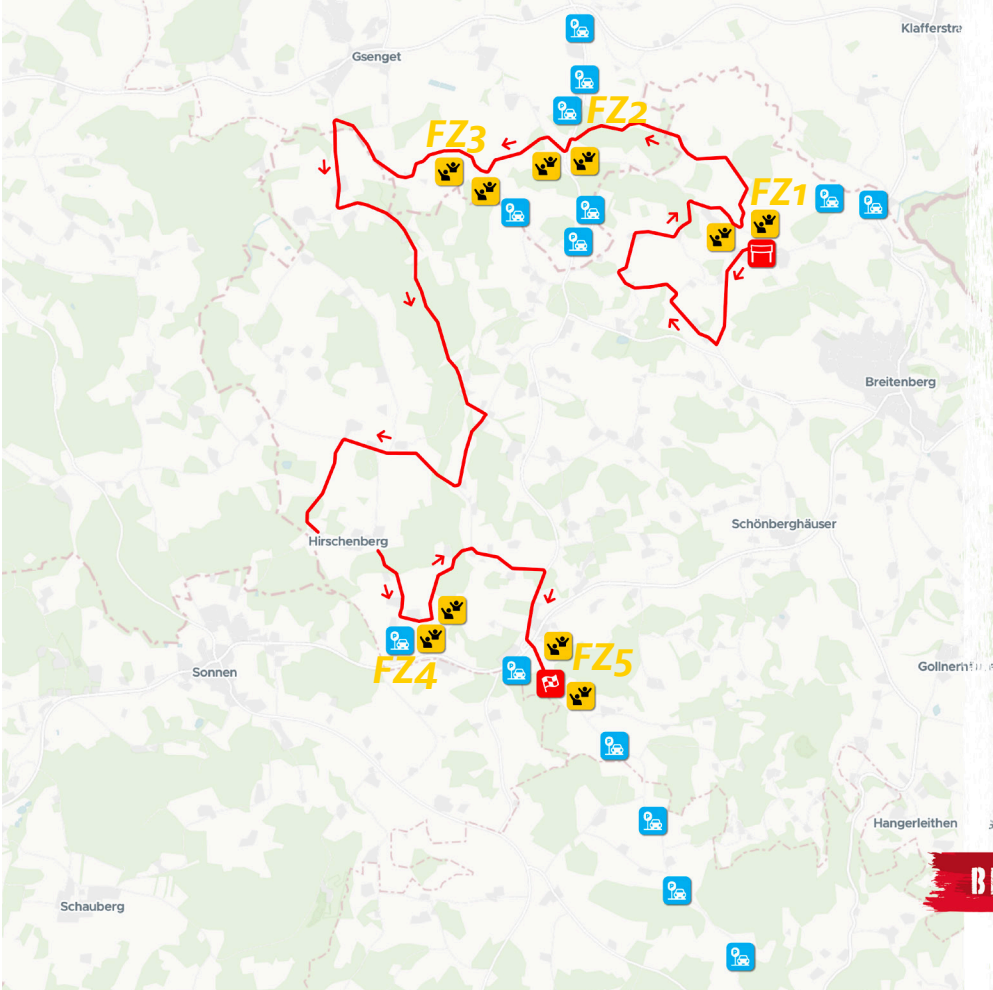 Klafferstra
Gsenget
FZ2
FZ3
FZ1
Breitenberg
Schönberghäuser
Hirschenberg
FZ5
FZ4
Sonnen
Hangerleithen
Schauberg